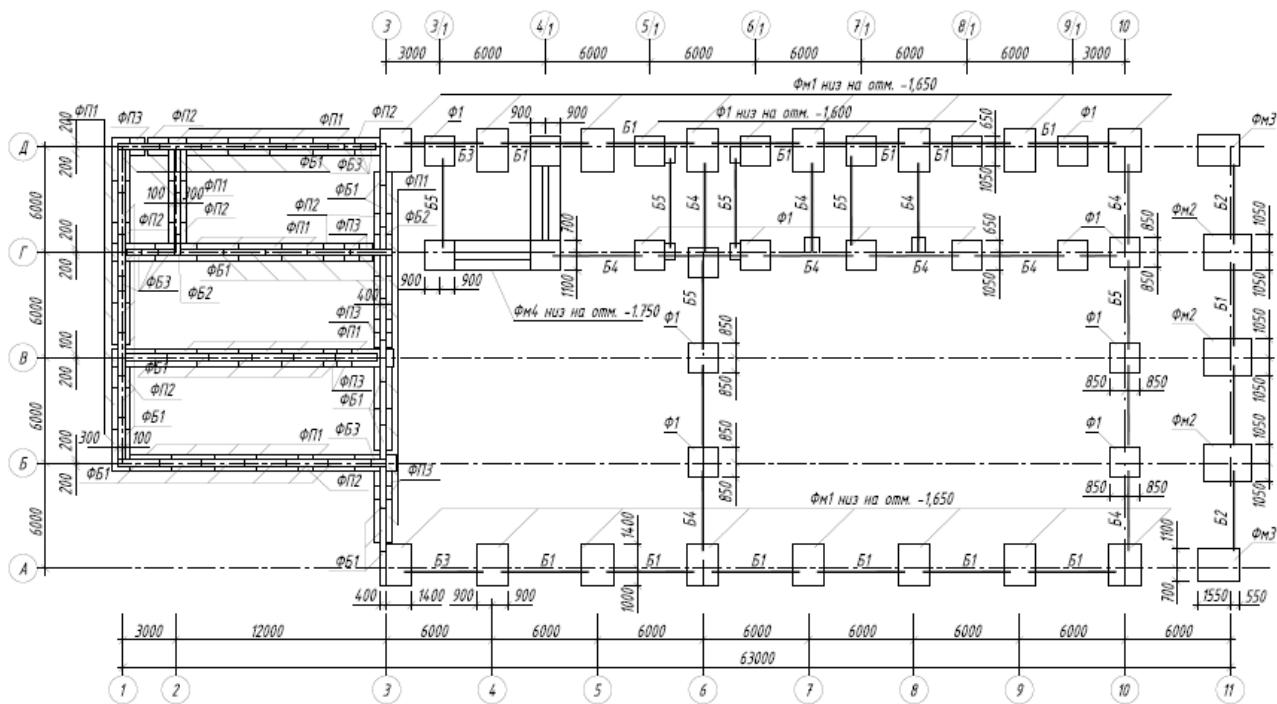 3 3/1 4/1 5/1 6/1 7/1 8/1 9/1 10
3000 6000 6000 6000 6000 6000 6000 3000
Фм1 низ на отм. -1,650
ФП1 ФП3 ФП2 ФП1 ФП2 Ф1 900 900 Ф1 низ на отм. -1,600 Ф1 Фм3
200 Б1 650 Б1
Д ФБ1 ФБ3 Б3 Б1 Б1 Б1 Б1
200 1050
ФБ1 ФП1
100 300 ФП1
6000 ФП2 ФП2 ФП2 ФБ2 Б5 Б5 Б4 Б5 Б4 Б5 Б4 Б4 Б2
ФП1 ФП3 700 Ф1 650 Ф1 850 Фм2 1050
200
Г ФБ1 Б4 Б4 Б4 Б4
200 ФБ3 1100 1050 850 1050
ФБ2 400 900 900 Б5 Б5 Б1
6000 ФП3 Фм4 низ на отм. -1.750
100 ФП1 Ф1 850 Ф1 Фм2 1050
В
200 ФБ1 ФП3 850 850 850 1050
ФП2
6000 ФБ1 ФБ1
300 100 ФП1 ФБ3 Ф1 850 Ф1 Фм2 1050
200
Б
200 ФБ1 ФП2 ФП3 850 850 850 1050
Фм1 низ на отм. -1,650
6000 1400 Б4 Б4 Б2 1100 Фм3
А ФБ1 Б3 Б1 Б1 Б1 Б1 Б1 Б1
400 1400 900 900 1000 700 1550 550
3000 12000 6000 6000 6000 6000 6000 6000 6000 6000
63000
1 2 3 4 5 6 7 8 9 10 11